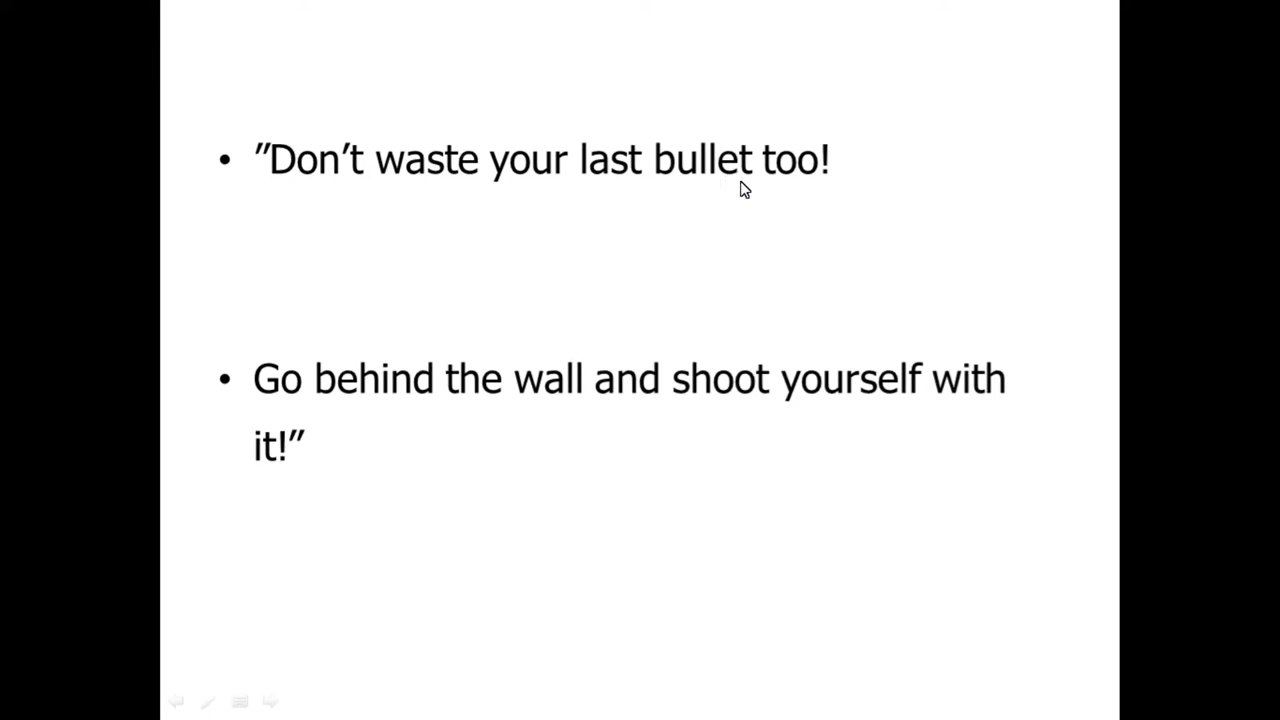 • ”Don’t waste your last bullet too!
• Go behind the wall and shoot yourself with
it!”